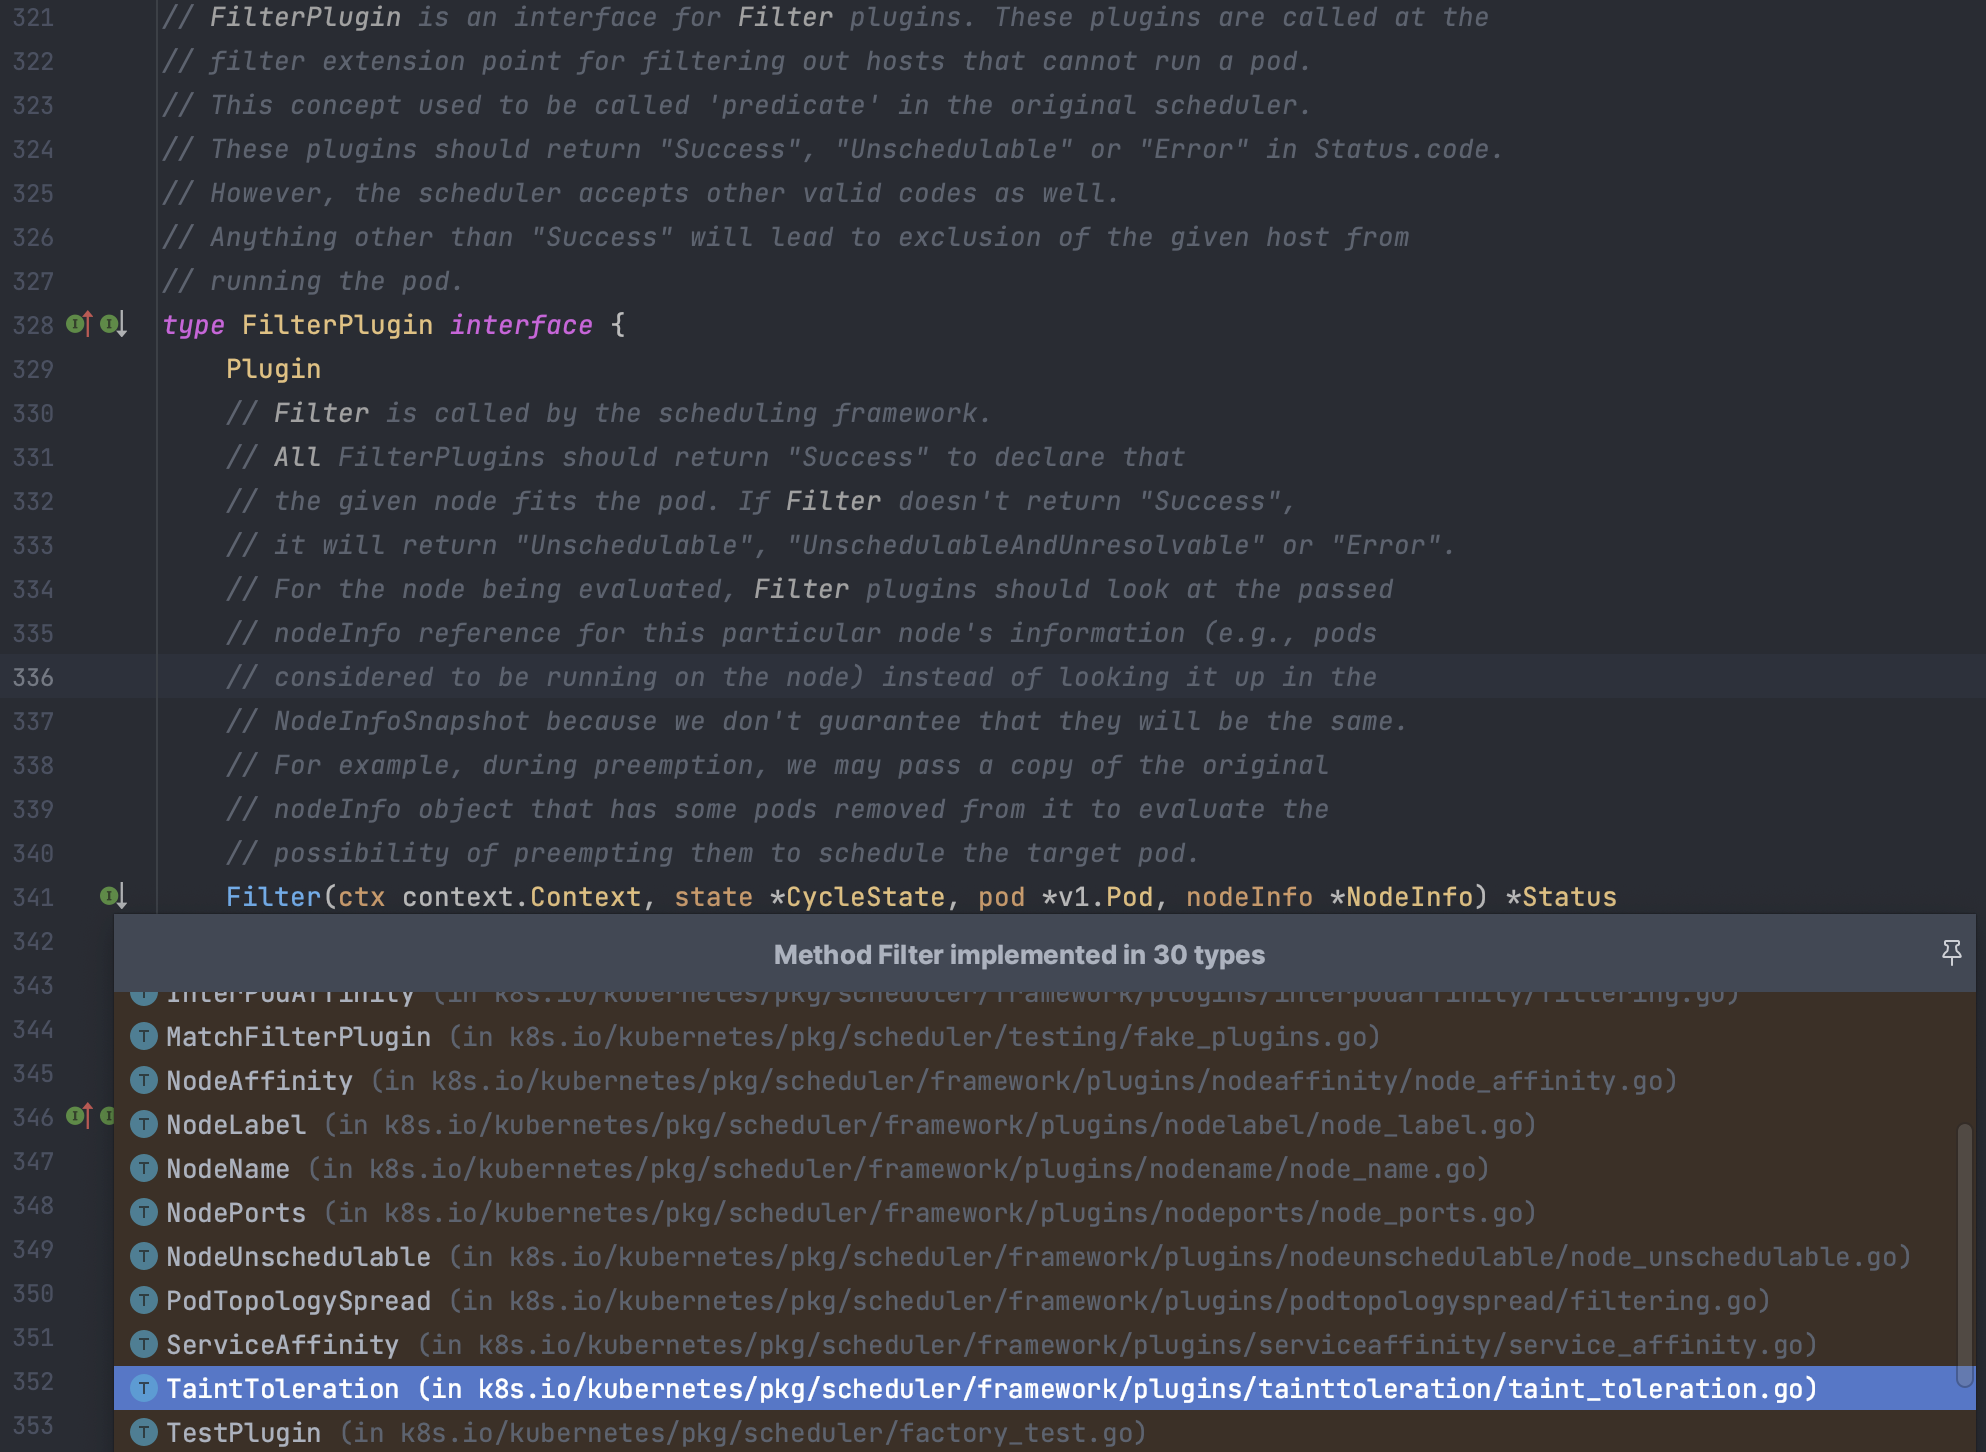 321 // FilterPlugin is an interface for Filter plugins. These plugins are called at the
322 // filter extension point for filtering out hosts that cannot run a pod.
323 // This concept used to be called 'predicate' in the original scheduler.
324 // These plugins should return "Success", "Unschedulable" or "Error" in Status.code.
325 // However, the scheduler accepts other valid codes as well.
326 // Anything other than "Success" will lead to exclusion of the given host from
327 // running the pod.
328 type FilterPlugin interface {
329 Plugin
330 // Filter is called by the scheduling framework.
331 // All FilterPlugins should return "Success" to declare that
332 // the given node fits the pod. If Filter doesn't return "Success",
333 // it will return "Unschedulable", "UnschedulableAndUnresolvable" or "Error".
334 // For the node being evaluated, Filter plugins should look at the passed
335 // nodeInfo reference for this particular node's information (e.g., pods
336 // considered to be running on the node) instead of looking it up in the
337 // NodeInfoSnapshot because we don't guarantee that they will be the same.
338 // For example, during preemption, we may pass a copy of the original
339 // nodeInfo object that has some pods removed from it to evaluate the
340 // possibility of preempting them to schedule the target pod.
341 Filter(ctx context.Context, state *CycleState, pod *v1.Pod, nodeInfo *NodeInfo) *Status
342 Method Filter implemented in 30 types
343 InterPodAffinity (in k8s.io/kubernetes/pkg/scheduler/framework/plugins/interpodaffinity/filtering.go)
344 MatchFilterPlugin (in k8s.io/kubernetes/pkg/scheduler/testing/fake_plugins.go)
345 NodeAffinity (in k8s.io/kubernetes/pkg/scheduler/framework/plugins/nodeaffinity/node_affinity.go)
346 NodeLabel (in k8s.io/kubernetes/pkg/scheduler/framework/plugins/nodelabel/node_label.go)
347 NodeName (in k8s.io/kubernetes/pkg/scheduler/framework/plugins/nodename/node_name.go)
348 NodePorts (in k8s.io/kubernetes/pkg/scheduler/framework/plugins/nodeports/node_ports.go)
349 NodeUnschedulable (in k8s.io/kubernetes/pkg/scheduler/framework/plugins/nodeunschedulable/node_unschedulable.go)
350 PodTopologySpread (in k8s.io/kubernetes/pkg/scheduler/framework/plugins/podtopologyspread/filtering.go)
351 ServiceAffinity (in k8s.io/kubernetes/pkg/scheduler/framework/plugins/serviceaffinity/service_affinity.go)
352 TaintToleration (in k8s.io/kubernetes/pkg/scheduler/framework/plugins/tainttoleration/taint_toleration.go)
353 TestPlugin (in k8s.io/kubernetes/pkg/scheduler/factory_test.go)